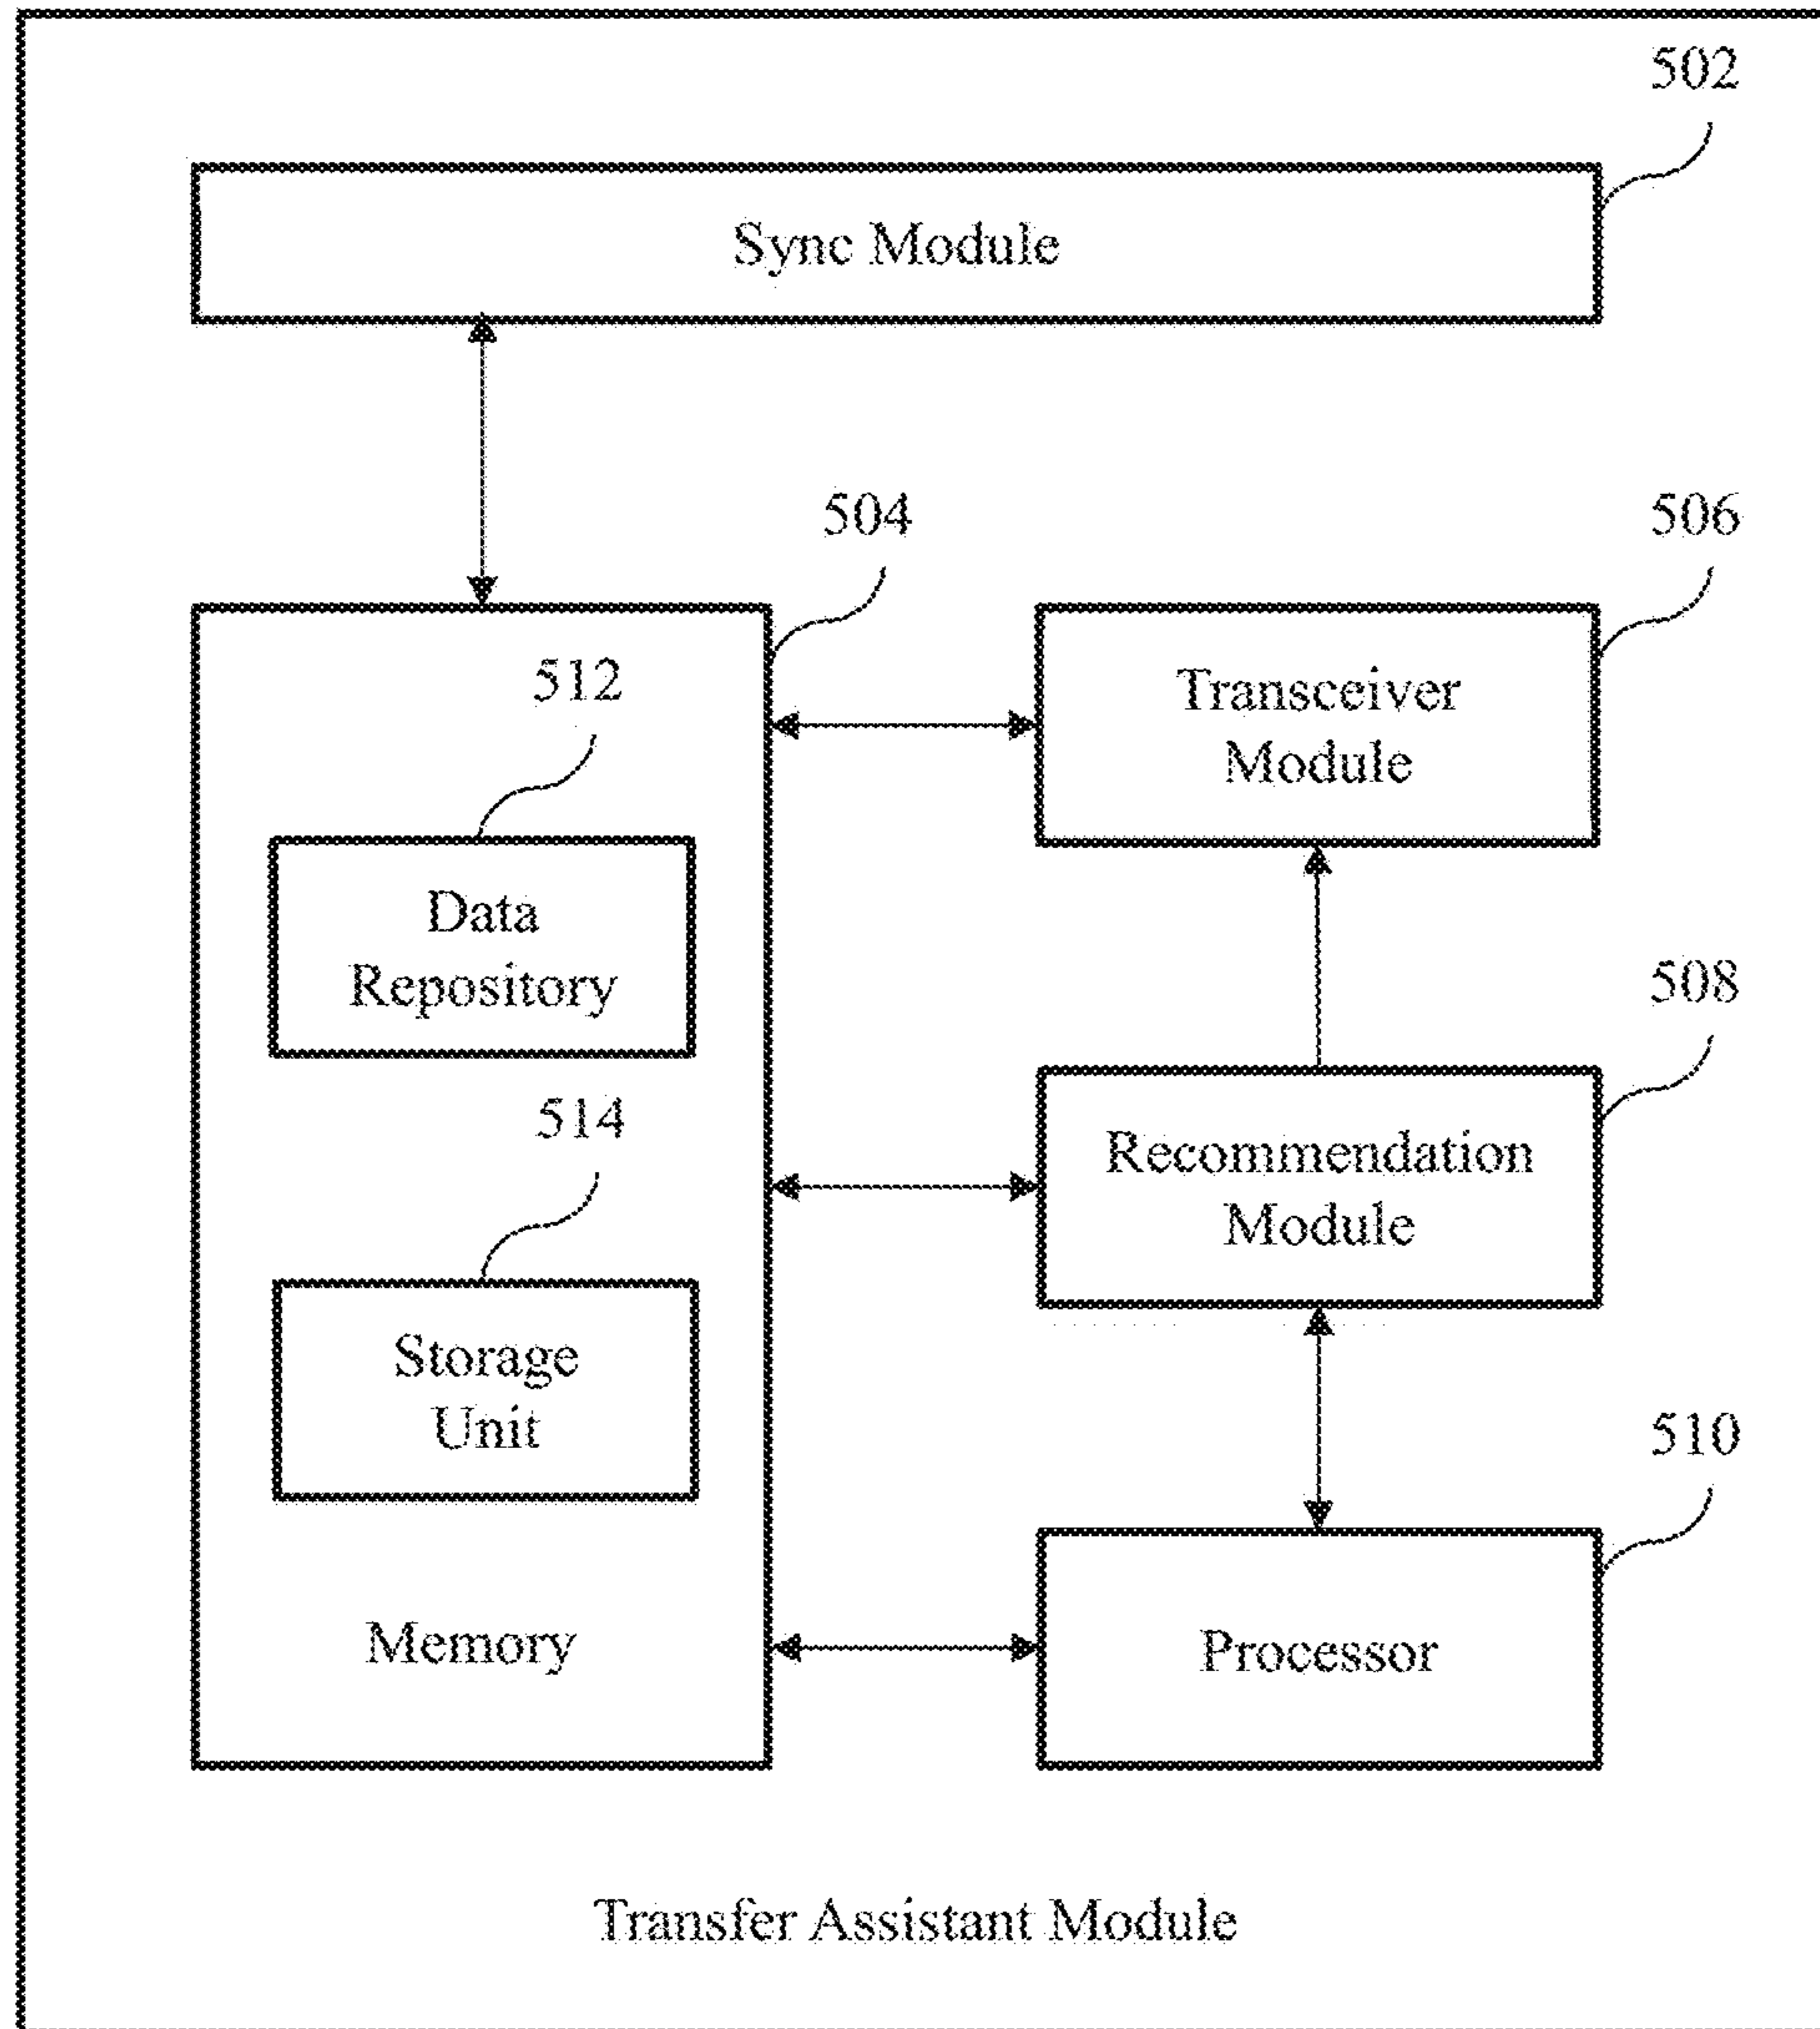 502
Sync Module
504
506
512
Transceiver
Module
Data
Repository
508
514
Recommendation
Module
Storage
Unit
510
Memory
Processor
Transfer Assistant Module